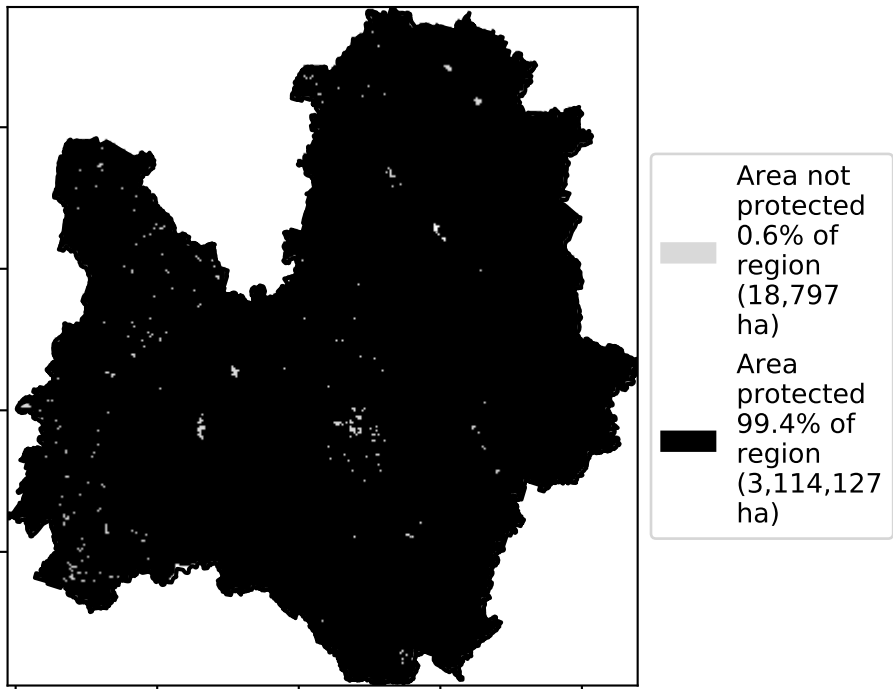 Area not
protected
0.6% of
region
(18,797
ha)
Area
protected
99.4% of
region
(3,114,127
ha)